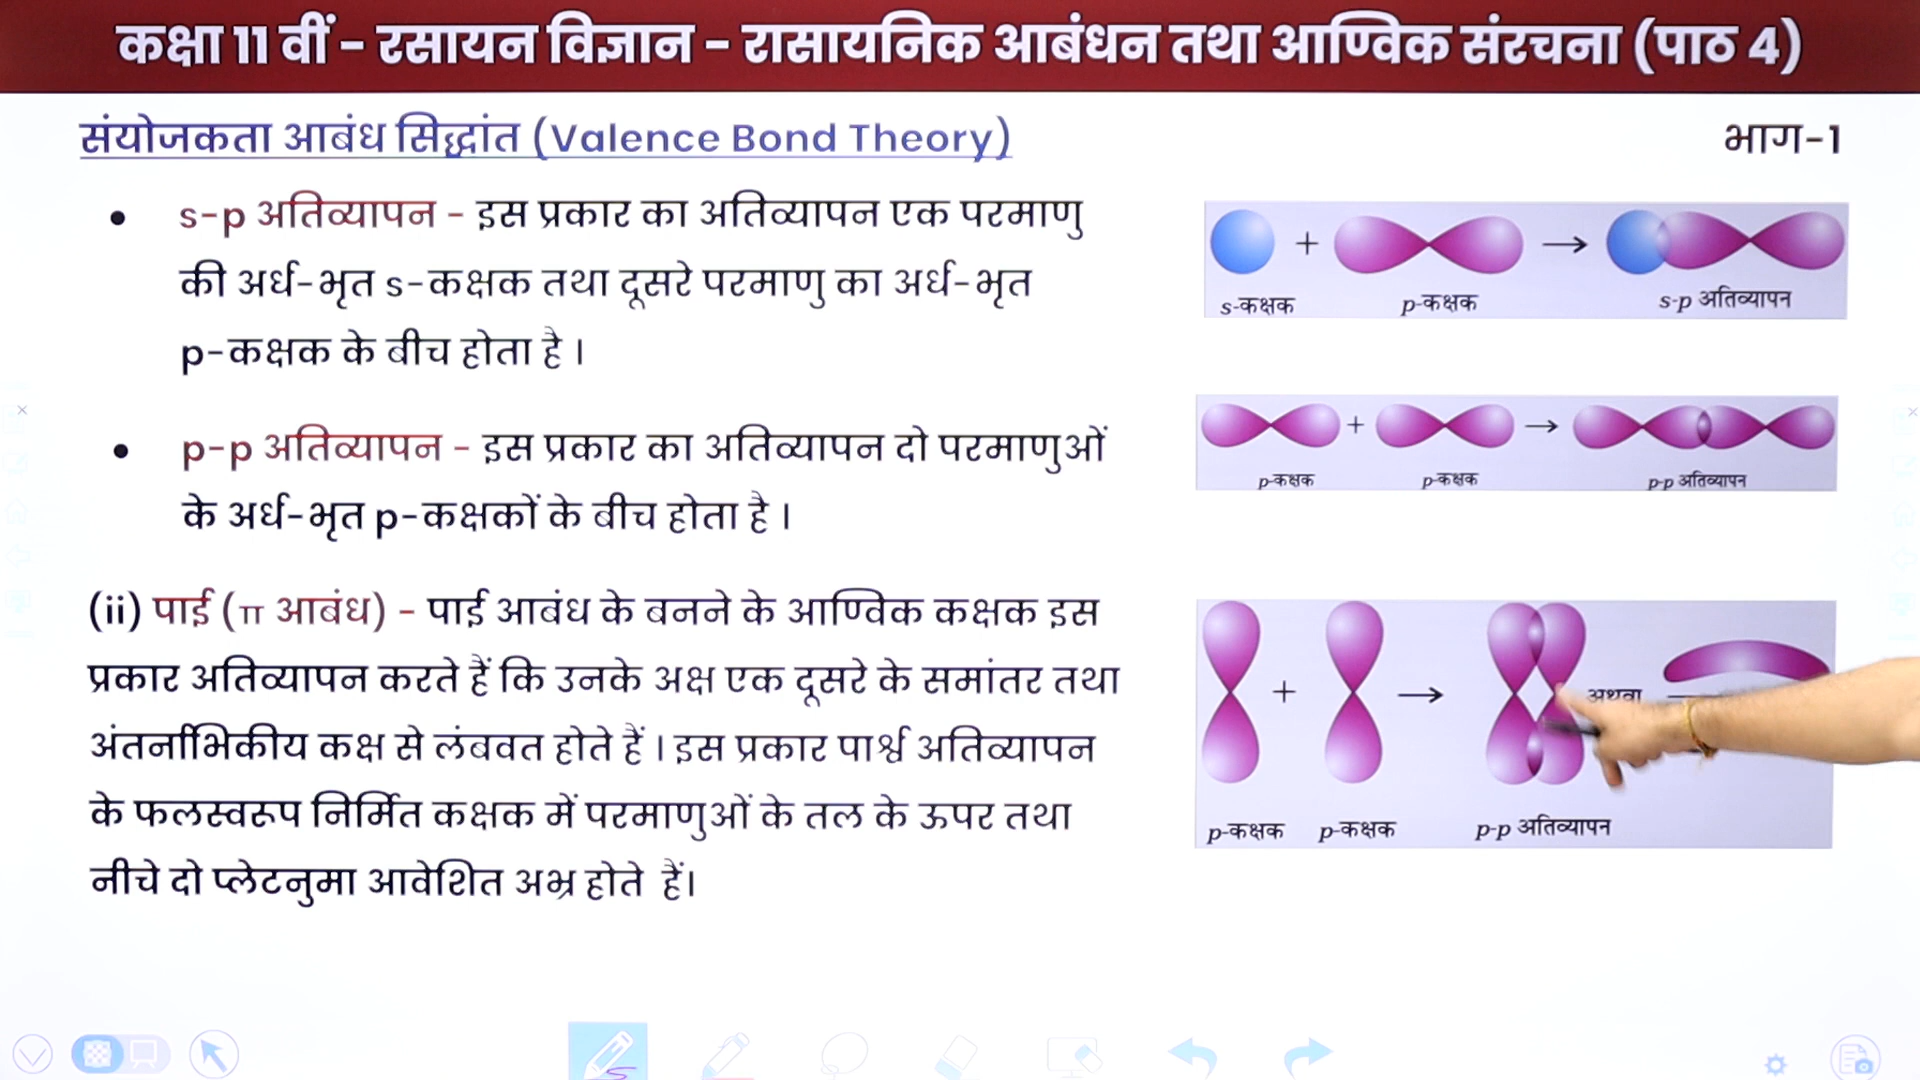 कक्षा 11 वीं - रसायन विज्ञान - रासायनिक आबंधन तथा आण्विक संरचना (पाठ 4)
संयोजकता आबंध सिद्धांत (Valence Bond Theory)
भाग-1
• s-p अतिव्यापन - इस प्रकार का अतिव्यापन एक परमाणु
की अर्ध-भृत s-कक्षक तथा दूसरे परमाणु का अर्ध-भृत
p-कक्षक के बीच होता है ।
+ →
s-कक्षक p-कक्षक s-p अतिव्यापन
• p-p अतिव्यापन - इस प्रकार का अतिव्यापन दो परमाणुओं
के अर्ध-भृत p-कक्षकों के बीच होता है ।
+ →
p-कक्षक p-कक्षक p-p अतिव्यापन
(ii) पाई (π आबंध) - पाई आबंध के बनने के आण्विक कक्षक इस
प्रकार अतिव्यापन करते हैं कि उनके अक्ष एक दूसरे के समांतर तथा
अंतर्नाभिकीय कक्ष से लंबवत होते हैं । इस प्रकार पार्श्व अतिव्यापन
के फलस्वरूप निर्मित कक्षक में परमाणुओं के तल के ऊपर तथा
नीचे दो प्लेटनुमा आवेशित अभ्र होते हैं।
+ → अथवा
p-कक्षक p-कक्षक p-p अतिव्यापन